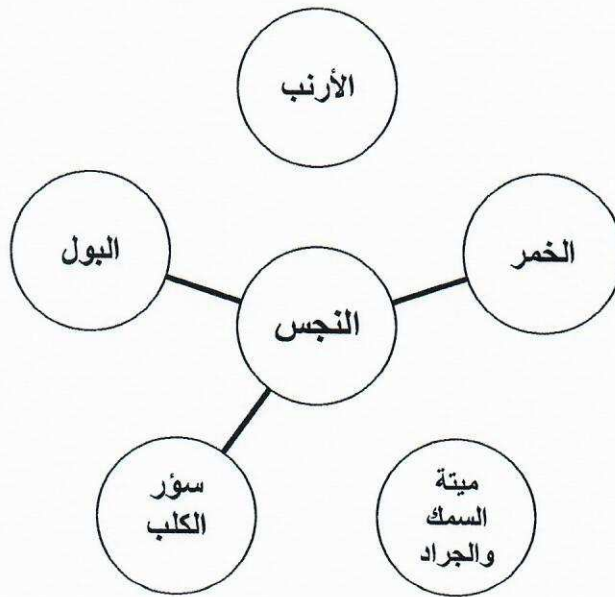 الأرنب
الخمر
البول
النجس
سؤر
الكلب
ميتة
السمك
والجراد